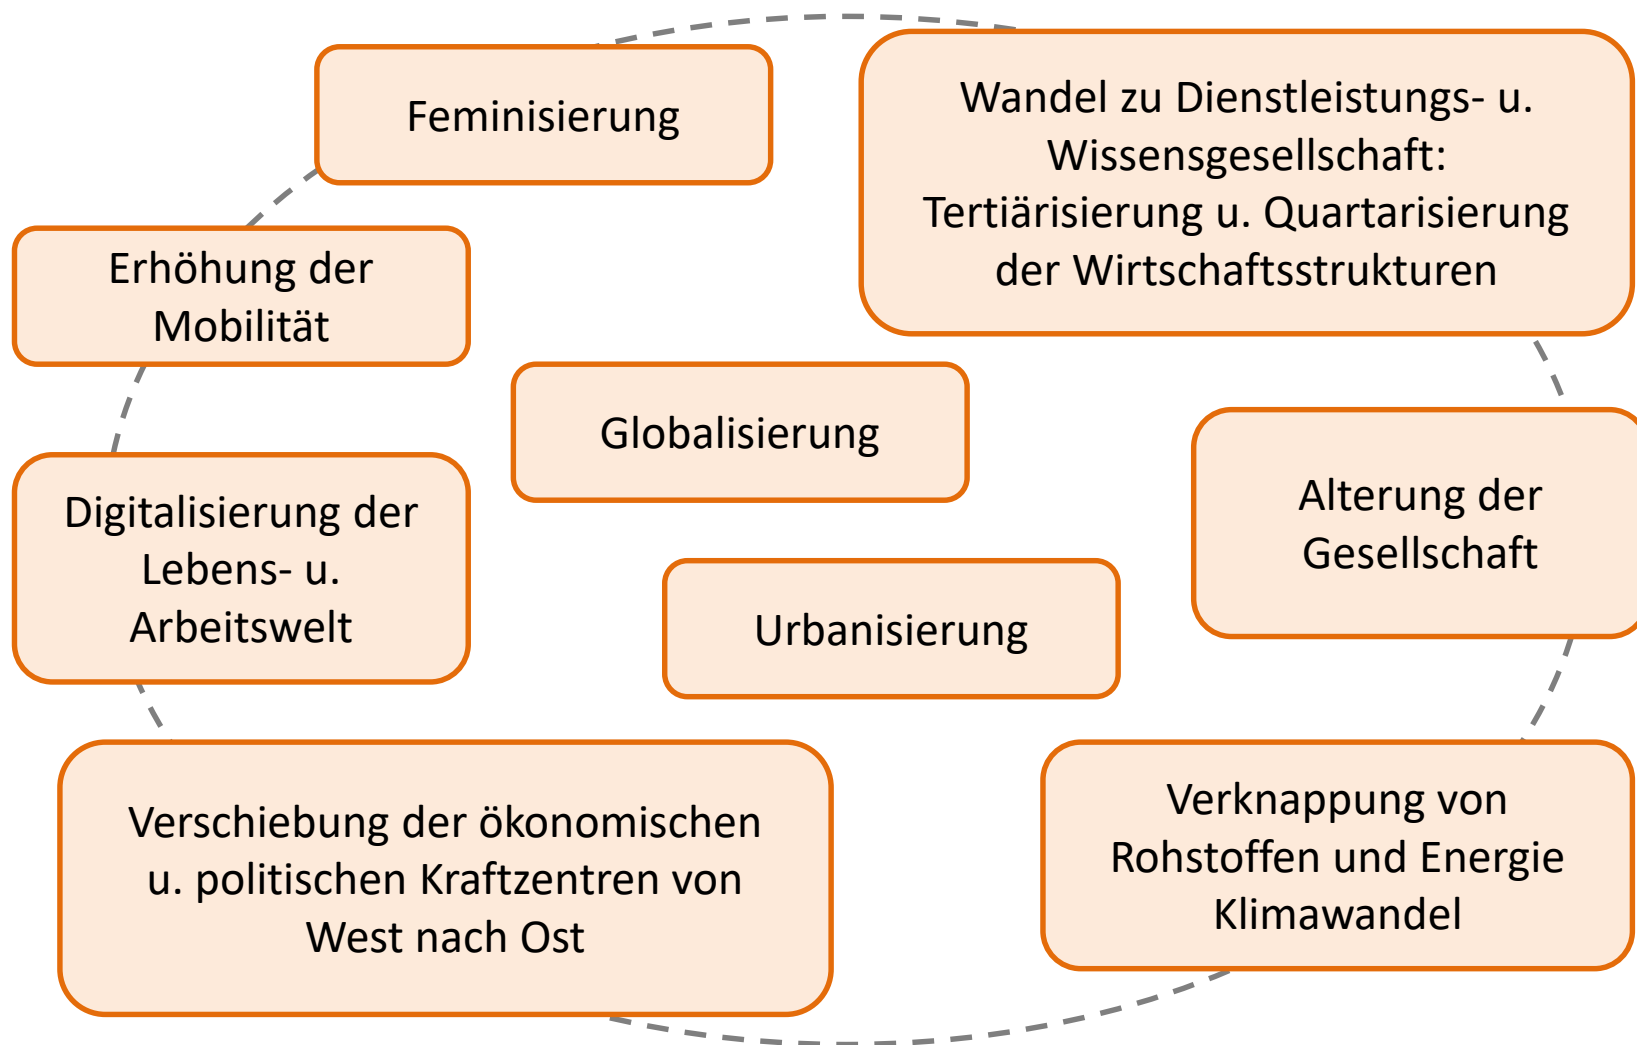 Feminisierung
Wandel zu Dienstleistungs- u.
Wissensgesellschaft:
Tertiärisierung u. Quartarisierung
der Wirtschaftsstrukturen
Erhöhung der
Mobilität
Globalisierung
Alterung der
Gesellschaft
Digitalisierung der
Lebens- u.
Arbeitswelt
Urbanisierung
Verschiebung der ökonomischen
u. politischen Kraftzentren von
West nach Ost
Verknappung von
Rohstoffen und Energie
Klimawandel